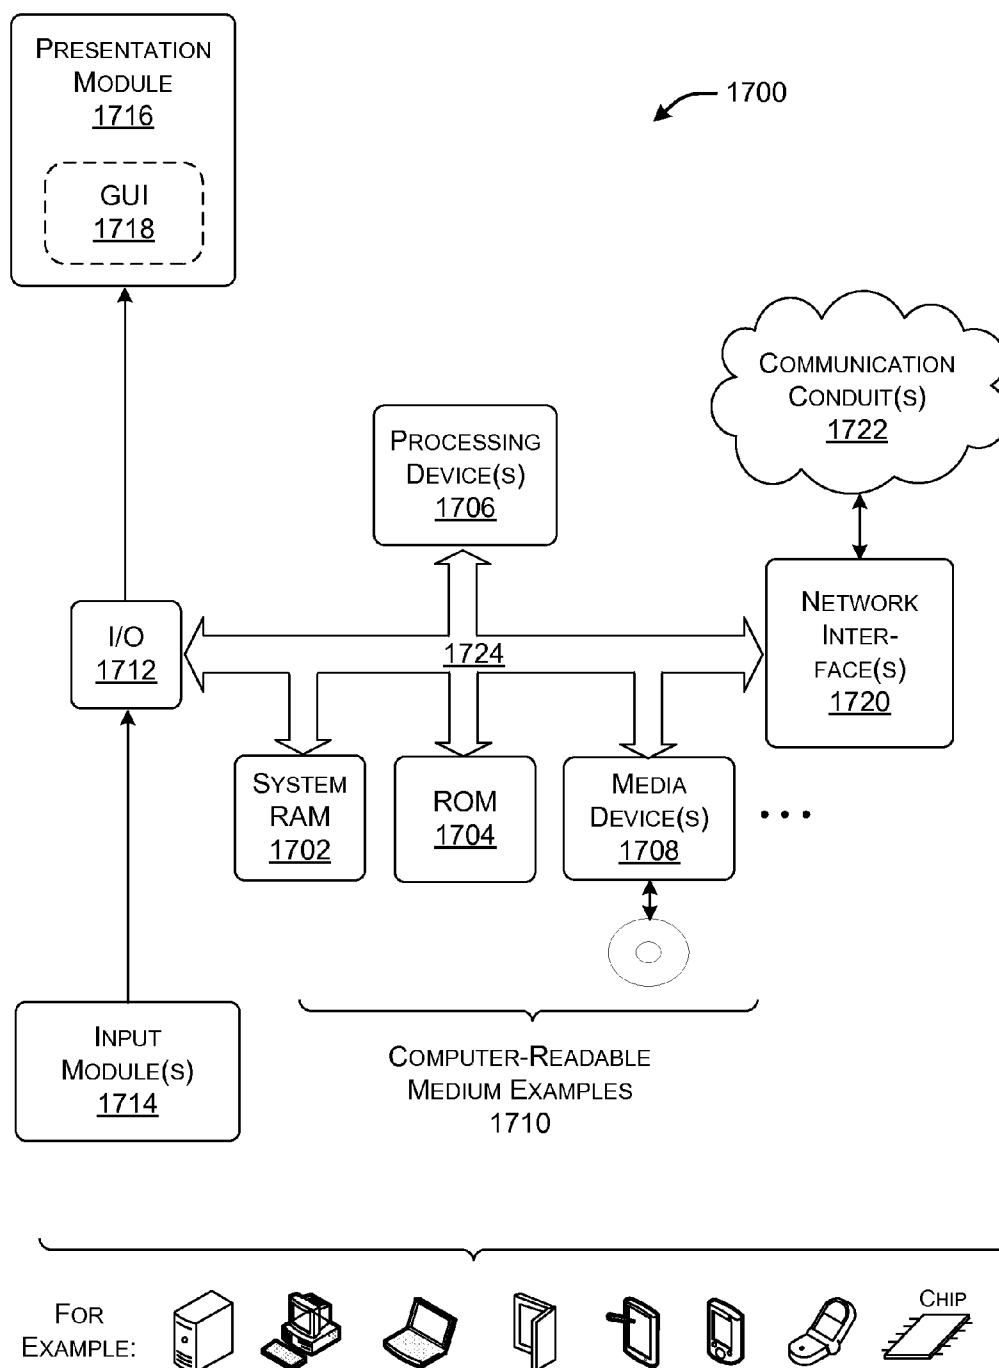 PRESENTATION
MODULE
1716
GUI
1718
1700
COMMUNICATION
CONDUIT(S)
1722
PROCESSING
DEVICE(S)
1706
NETWORK
INTER-
FACE(S)
1720
I/O
1712
1724
SYSTEM
RAM
1702
ROM
1704
MEDIA
DEVICE(S)
1708
• • •
INPUT
MODULE(S)
1714
COMPUTER-READABLE
MEDIUM EXAMPLES
1710
FOR
EXAMPLE:
CHIP